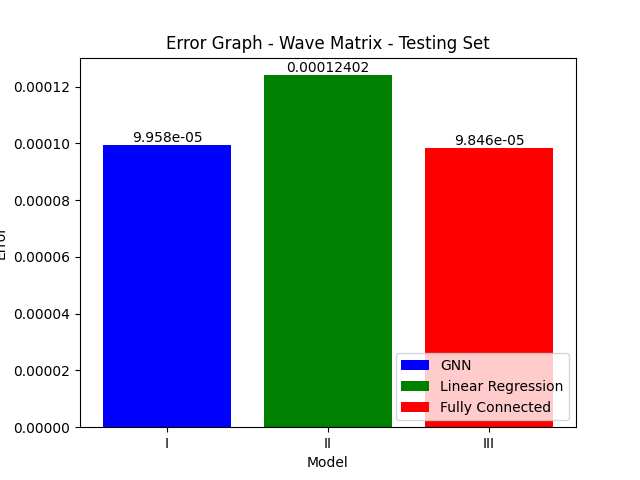 Error Graph - Wave Matrix - Testing Set
0.00012402
9.958e-05
9.846e-05
0.00012
0.00010
0.00008
0.00006
0.00004
0.00002
0.00000
Error
GNN
Linear Regression
Fully Connected
I
II
III
Model